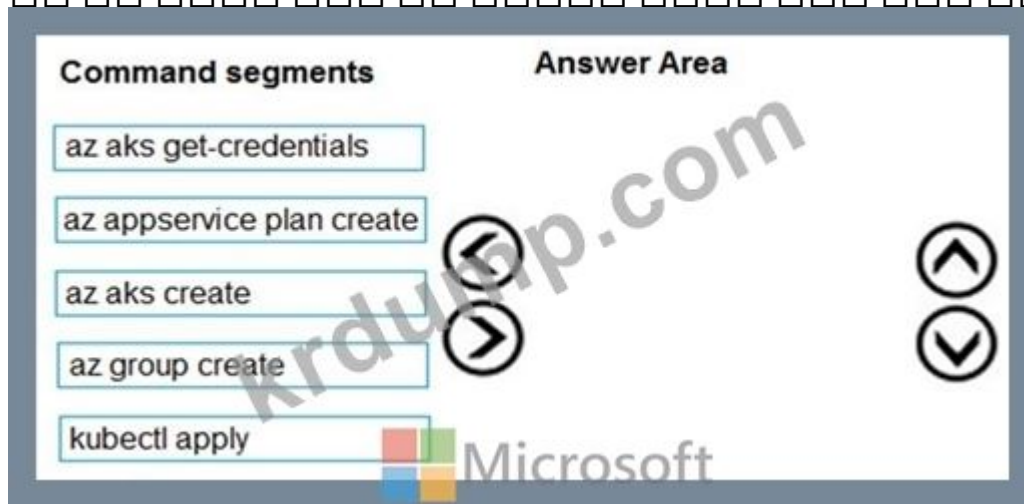 Command segments
Answer Area
az aks get-credentials
az appservice plan create
az aks create
az group create
kubectl apply
krdump.com
Microsoft